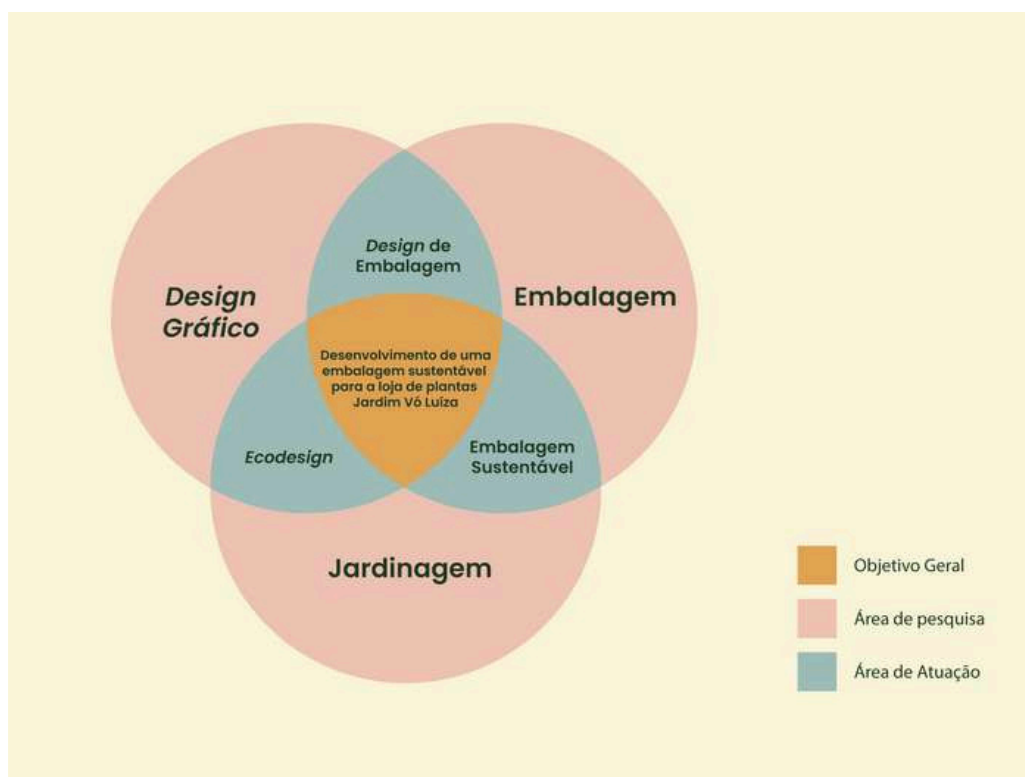 Design de
Embalagem
Design
Gráfico
Embalagem
Desenvolvimento de uma
embalagem sustentável
para a loja de plantas
Jardim Vó Luíza
Ecodesign
Embalagem
Sustentável
Jardinagem
Objetivo Geral
Área de pesquisa
Área de Atuação